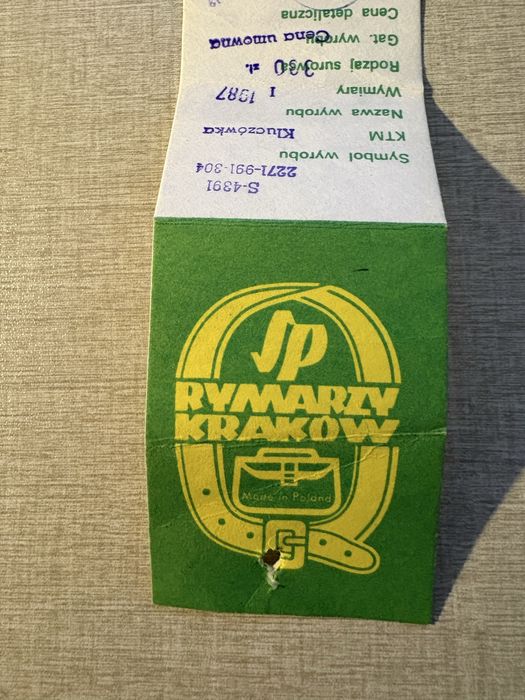 Symbol wyrobu S-4391
KTM 2271-991-304
Nazwa wyrobu Kluczówka
Wymiary
Rodzaj surowca I 1987
Gat. wyrobu 330 zł.
Cena detaliczna Cena umowna
Sp
RYMARZY
KRAKÓW
Made in Poland